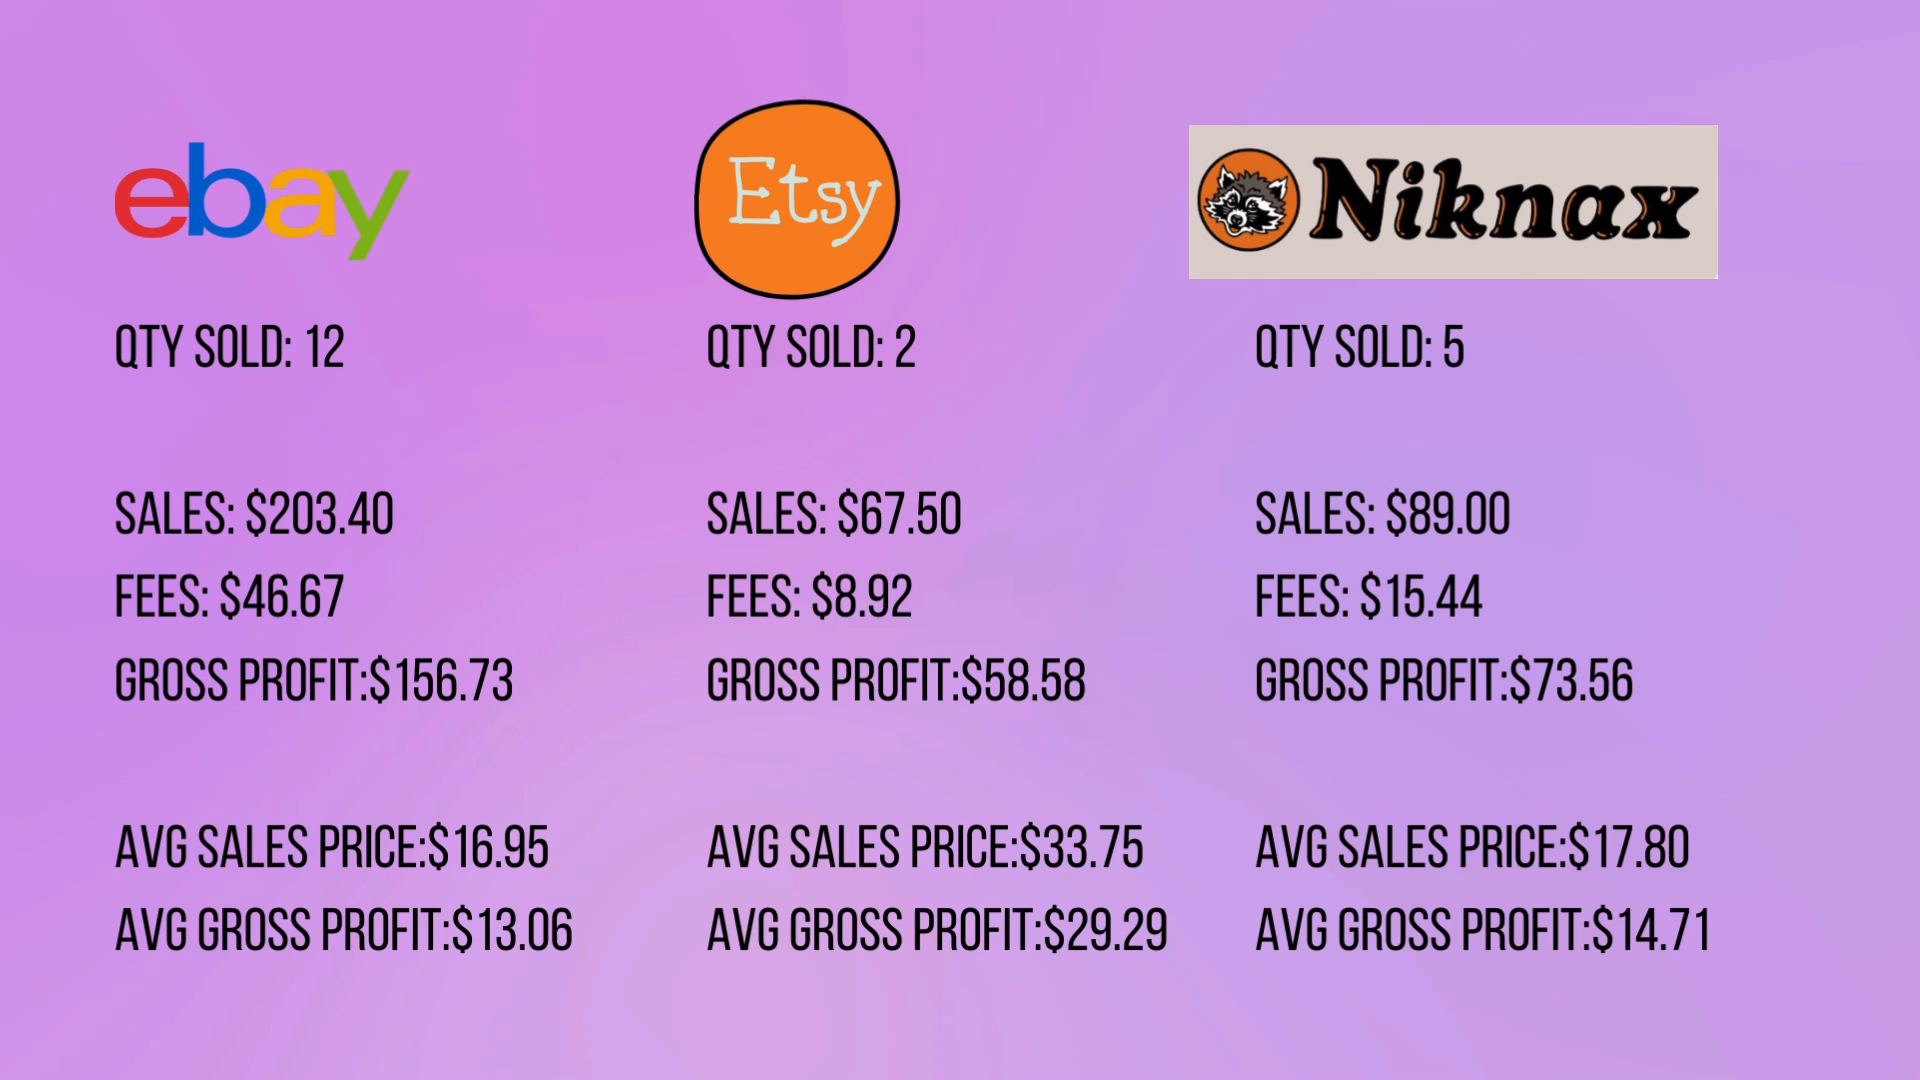 ebay
QTY SOLD: 12
SALES: $203.40
FEES: $46.67
GROSS PROFIT:$156.73
AVG SALES PRICE:$16.95
AVG GROSS PROFIT:$13.06
Etsy
QTY SOLD: 2
SALES: $67.50
FEES: $8.92
GROSS PROFIT:$58.58
AVG SALES PRICE:$33.75
AVG GROSS PROFIT:$29.29
Niknax
QTY SOLD: 5
SALES: $89.00
FEES: $15.44
GROSS PROFIT:$73.56
AVG SALES PRICE:$17.80
AVG GROSS PROFIT:$14.71